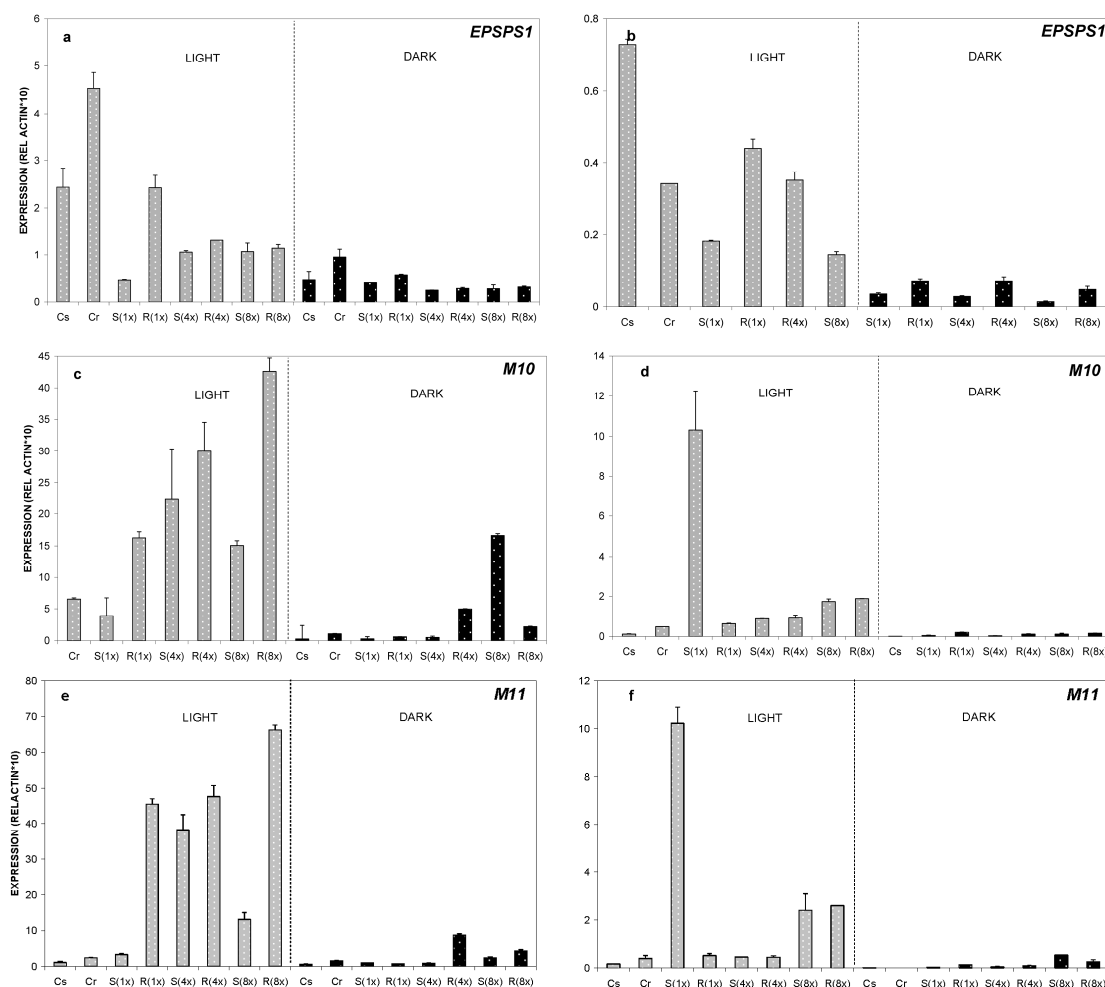 a EPSPS1
LIGHT DARK
EXPRESSION (REL ACTIN*10)
6
5
4
3
2
1
0
Cs Cr S(1x) R(1x) S(4x) R(4x) S(8x) R(8x) Cs Cr S(1x) R(1x) S(4x) R(4x) S(8x) R(8x)
b EPSPS1
LIGHT DARK
0.8
0.6
0.4
0.2
0
Cs Cr S(1x) R(1x) R(4x) S(8x) S(1x) R(1x) S(4x) R(4x) S(8x) R(8x)
c M10
LIGHT DARK
EXPRESSION (REL ACTIN*10)
45
40
35
30
25
20
15
10
5
0
Cr S(1x) R(1x) S(4x) R(4x) S(8x) R(8x) Cs Cr S(1x) R(1x) S(4x) R(4x) S(8x) R(8x)
d M10
LIGHT DARK
14
12
10
8
6
4
2
0
Cs Cr S(1x) R(1x) S(4x) R(4x) S(8x) R(8x) Cs S(1x) R(1x) S(4x) R(4x) S(8x) R(8x)
e M11
LIGHT DARK
EXPRESSION (RELACTIN*10)
80
70
60
50
40
30
20
10
0
Cs Cr S(1x) R(1x) S(4x) R(4x) S(8x) R(8x) Cs Cr S(1x) R(1x) S(4x) R(4x) S(8x) R(8x)
f M11
LIGHT DARK
12
10
8
6
4
2
0
Cs Cr S(1x) R(1x) S(4x) R(4x) S(8x) R(8x) Cs Cr S(1x) R(1x) S(4x) R(4x) S(8x) R(8x)